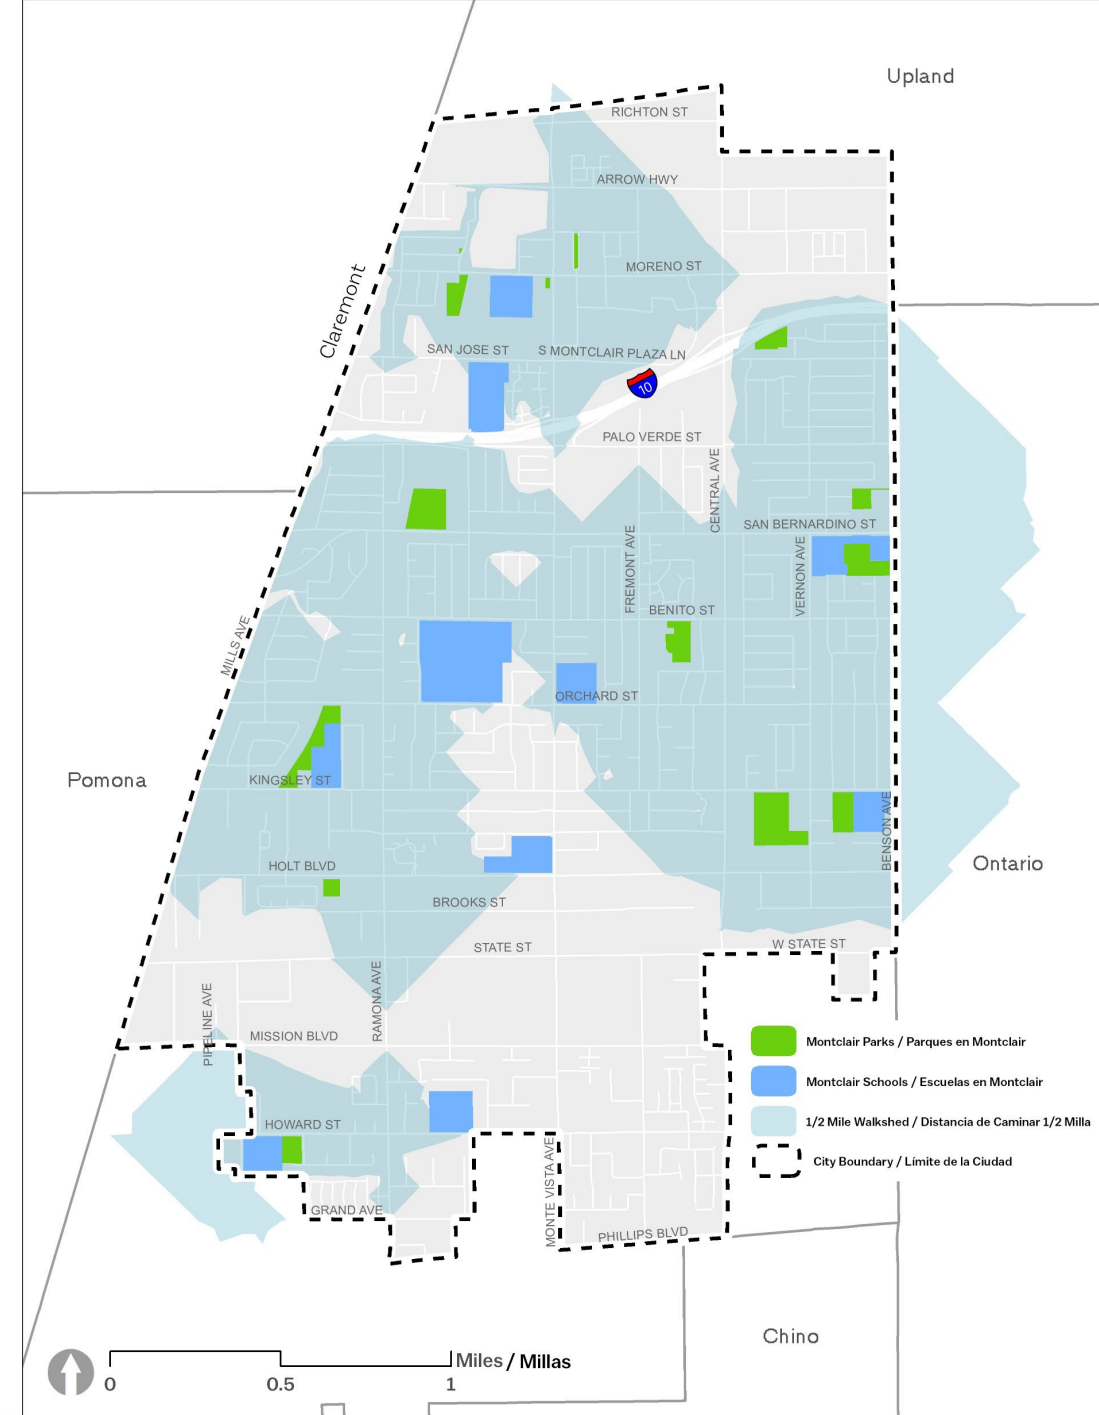 Upland
RICHTON ST
ARROW HWY
MORENO ST
Claremont
SAN JOSE ST
S MONTCLAIR PLAZA LN
10
PALO VERDE ST
CENTRAL AVE
SAN BERNARDINO ST
FREMONT AVE
VERNON AVE
BENITO ST
MILLS AVE
ORCHARD ST
Pomona
KINGSLEY ST
BENSON AVE
HOLT BLVD
Ontario
BROOKS ST
STATE ST
W STATE ST
PIPELINE AVE
RAMONA AVE
MISSION BLVD
Montclair Parks / Parques en Montclair
Montclair Schools / Escuelas en Montclair
HOWARD ST
1/2 Mile Walkshed / Distancia de Caminar 1/2 Milla
City Boundary / Límite de la Ciudad
MONTE VISTA AVE
GRAND AVE
PHILLIPS BLVD
Chino
Miles / Millas
0 0.5 1